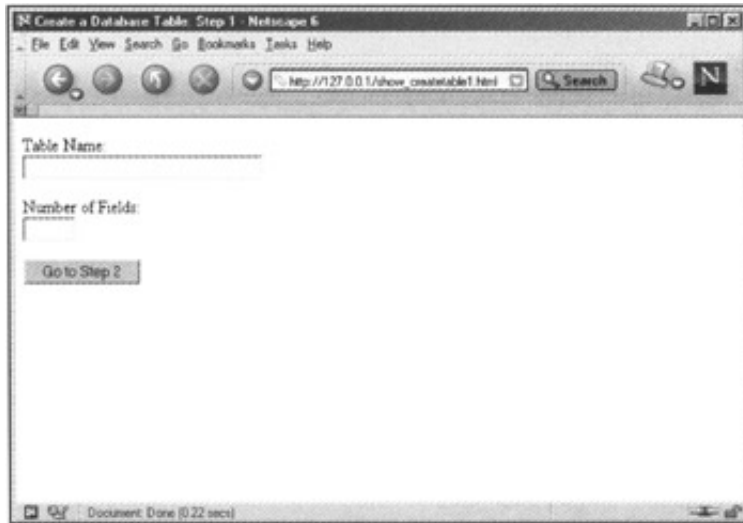 Create a Database Table: Step 1 - Netscape 6
File Edit View Search Go Bookmarks Tasks Help
http://127.0.0.1/show_createtable1.html Search N
Table Name:
Number of Fields:
Go to Step 2
Document: Done (0.22 secs)